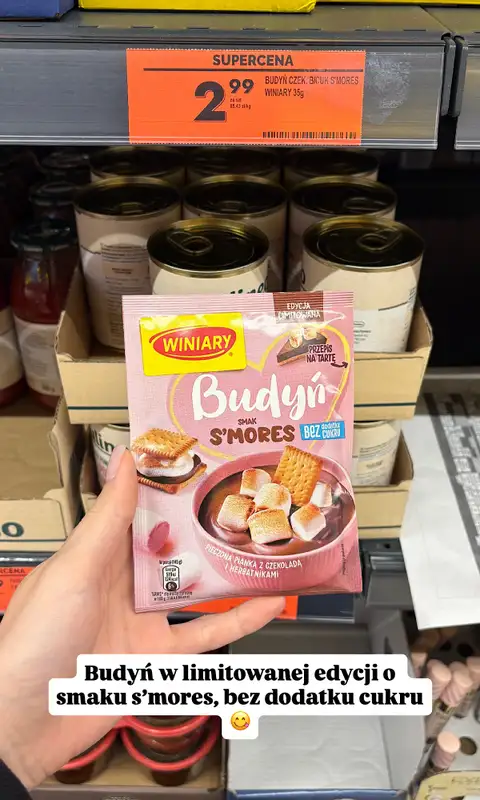 SUPERCENA
2.99
BUDYŃ CZEK. BK/UK S'MORES
WINIARY 35g
EDYCJA
LIMITOWANA
WINIARY
PRZEPIS
NA TARTĘ
Budyń
SMAK
S'MORES
BEZ dodatku
CUKRU
PIECZONA PIANKA Z CZEKOLADĄ
I HERBATNIKAMI
SUPERCENA
Budyń w limitowanej edycji o
smaku s'mores, bez dodatku cukru
😋